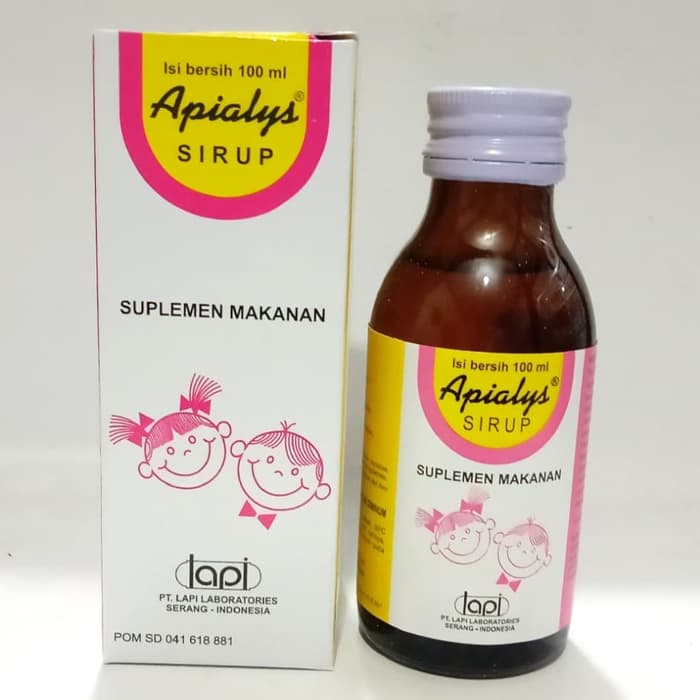 Isi bersih 100 ml
Apialys®
SIRUP
SUPLEMEN MAKANAN
lapi
PT. LAPI LABORATORIES
SERANG - INDONESIA
POM SD 041 618 881
Isi bersih 100 ml
Apialys®
SIRUP
SUPLEMEN MAKANAN
lapi
PT. LAPI LABORATORIES
SERANG - INDONESIA